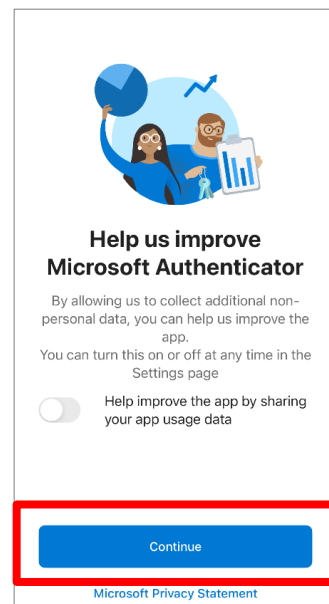 Help us improve
Microsoft Authenticator
By allowing us to collect additional non-
personal data, you can help us improve the
app.
You can turn this on or off at any time in the
Settings page
Help improve the app by sharing
your app usage data
Continue
Microsoft Privacy Statement